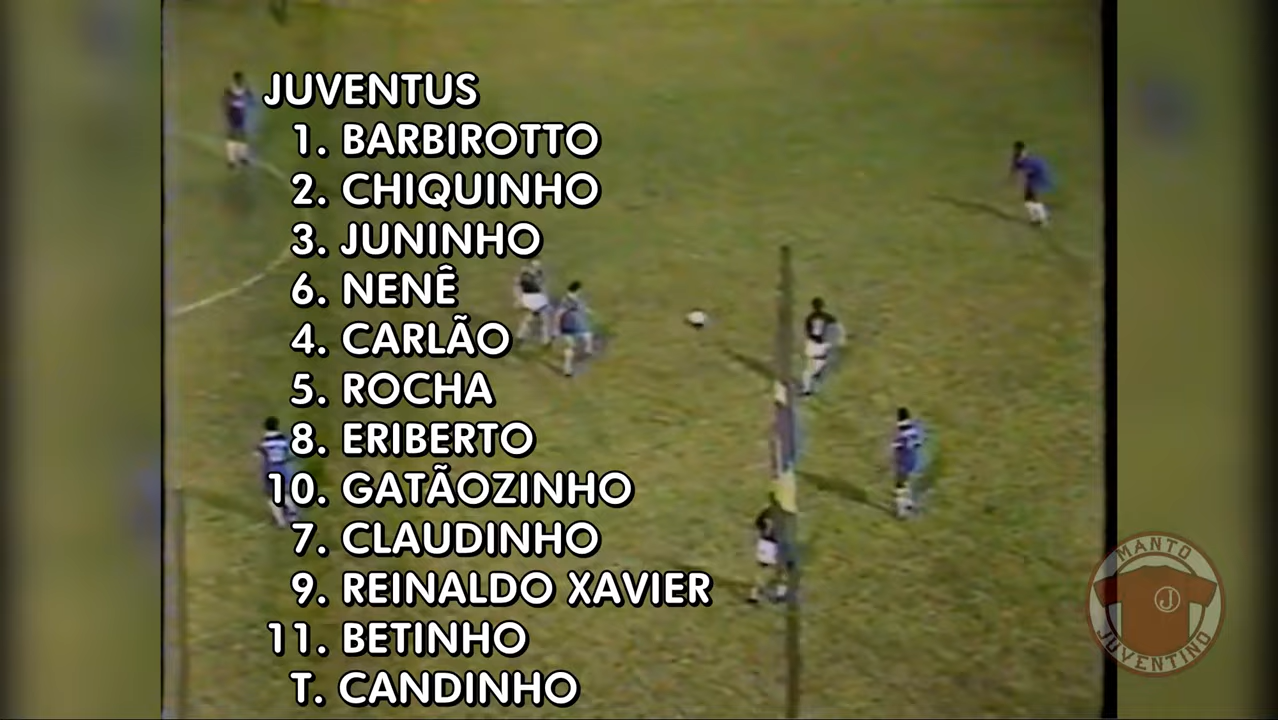 JUVENTUS
1. BARBIROTTO
2. CHIQUINHO
3. JUNINHO
6. NENÊ
4. CARLÃO
5. ROCHA
8. ERIBERTO
10. GATÃOZINHO
7. CLAUDINHO
9. REINALDO XAVIER
11. BETINHO
T. CANDINHO
MANTO
J
JUVENTINO